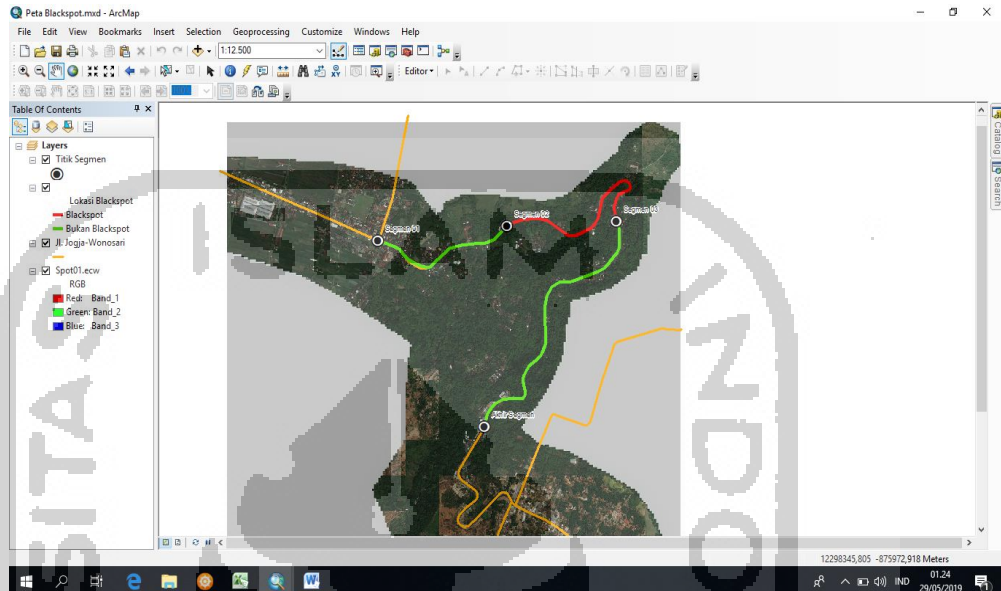 Peta Blackspot.mxd - ArcMap
File Edit View Bookmarks Insert Selection Geoprocessing Customize Windows Help
1:12.500
Editor
Table Of Contents
Layers
Titik Segmen
Lokasi Blackspot
Blackspot
Bukan Blackspot
Jl. Jogja-Wonosari
Spot01.ecw
RGB
Red: Band_1
Green: Band_2
Blue: Band_3
Segmen 01
Segmen 02
Segmen 03
Akhir Segmen
Catalog
Search
12298345,805 -875972,918 Meters
IND
01.24
29/05/2019
ISLAM
SITAS
INDON